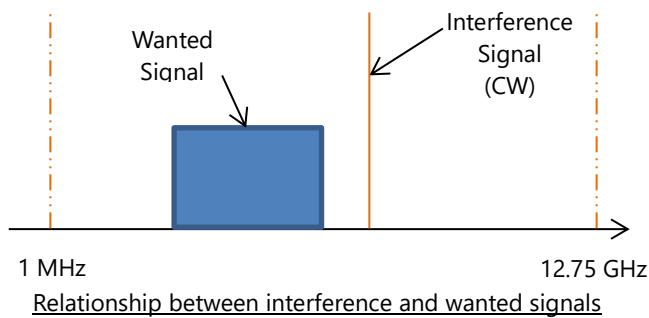 Wanted
Signal
Interference
Signal
(CW)
1 MHz
12.75 GHz
Relationship between interference and wanted signals